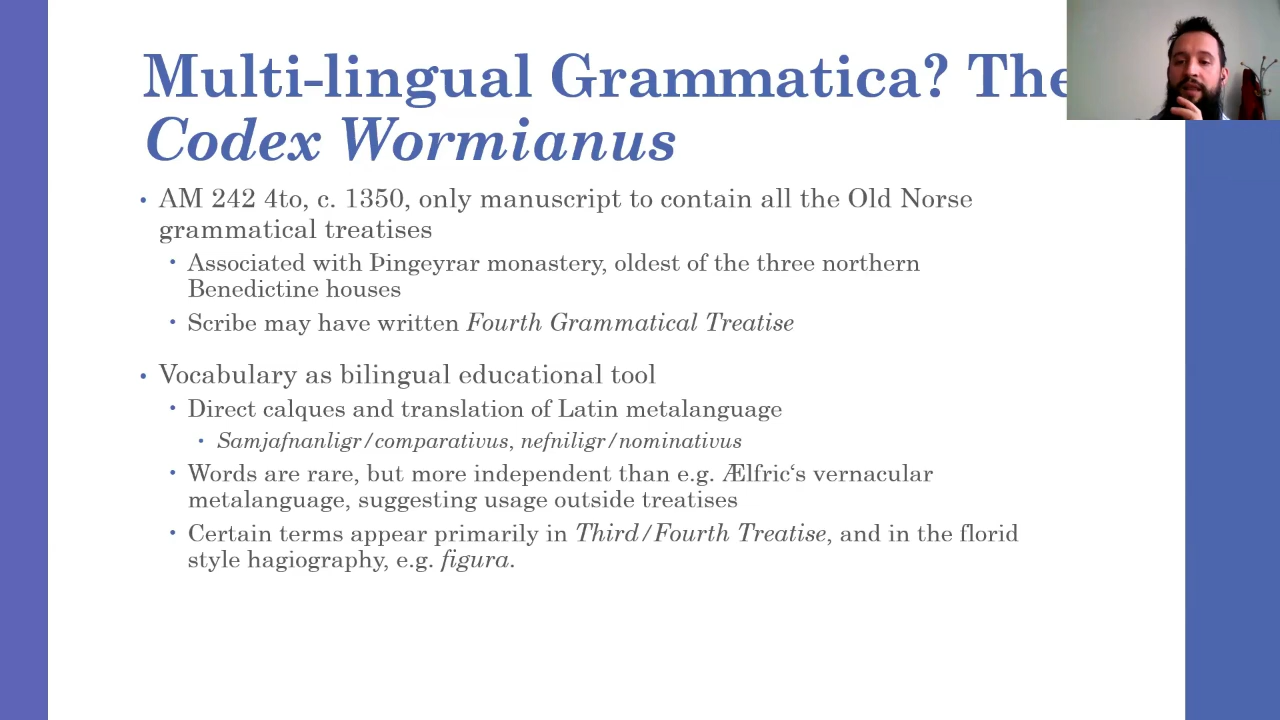 Multi-lingual Grammatica? The
Codex Wormianus
• AM 242 4to, c. 1350, only manuscript to contain all the Old Norse
grammatical treatises
• Associated with Þingeyrar monastery, oldest of the three northern
Benedictine houses
• Scribe may have written Fourth Grammatical Treatise
• Vocabulary as bilingual educational tool
• Direct calques and translation of Latin metalanguage
• Samjafnanligr/comparativus, nefniligr/nominativus
• Words are rare, but more independent than e.g. Ælfric‘s vernacular
metalanguage, suggesting usage outside treatises
• Certain terms appear primarily in Third/Fourth Treatise, and in the florid
style hagiography, e.g. figura.